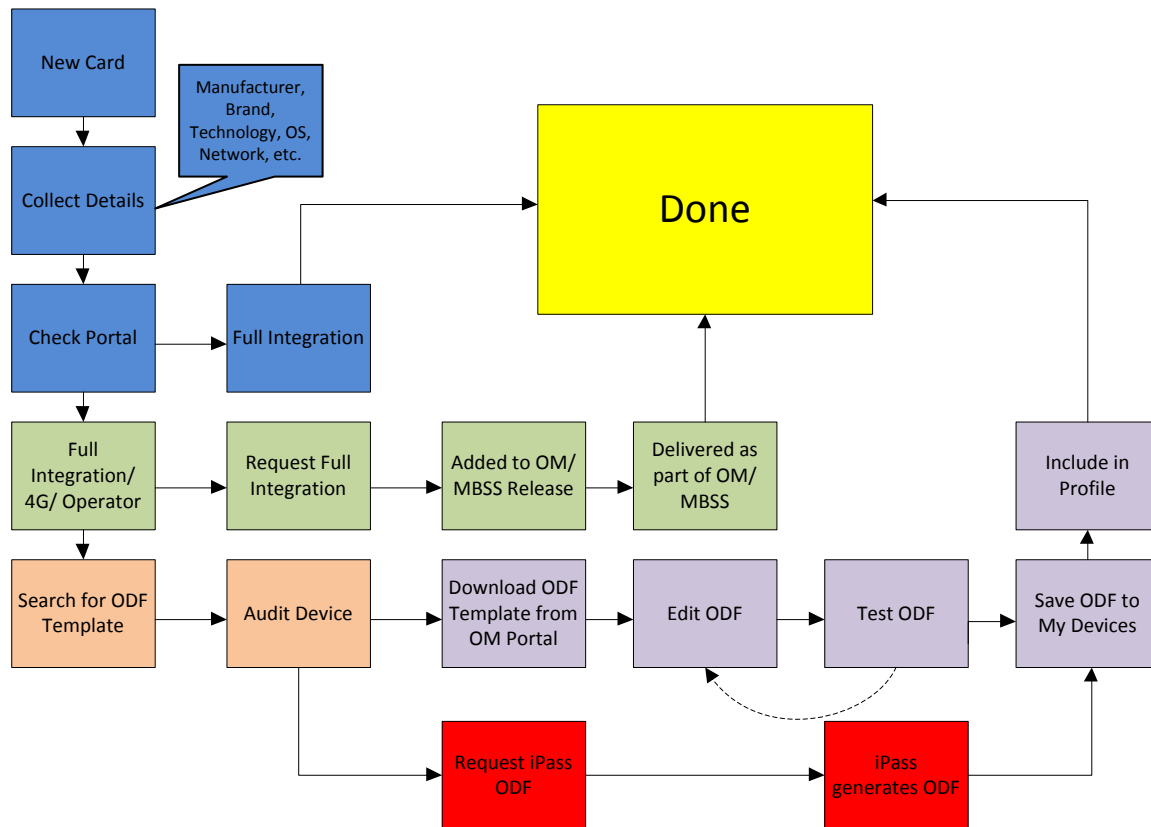 New Card
Manufacturer,
Brand,
Technology, OS,
Network, etc.
Collect Details
Done
Check Portal
Full Integration
Full
Integration/
4G/ Operator
Request Full
Integration
Added to OM/
MBSS Release
Delivered as
part of OM/
MBSS
Include in
Profile
Search for ODF
Template
Audit Device
Download ODF
Template from
OM Portal
Edit ODF
Test ODF
Save ODF to
My Devices
Request iPass
ODF
iPass
generates ODF